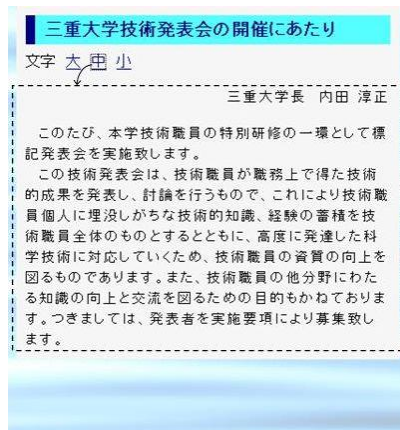 三重大学技術発表会の開催にあたり
文字 大 中 小
三重大学長 内田 淳正
このたび、本学技術職員の特別研修の一環として標
記発表会を実施致します。
この技術発表会は、技術職員が職務上で得た技術
的成果を発表し、討論を行うもので、これにより技術職
員個人に埋没しがちな技術的知識、経験の蓄積を技
術職員全体のものとするとともに、高度に発達した科
学技術に対応していくため、技術職員の資質の向上を
図るものであります。また、技術職員の他分野にわた
る知識の向上と交流を図るための目的もかねておりま
す。つきましては、発表者を実施要項により募集致し
ます。